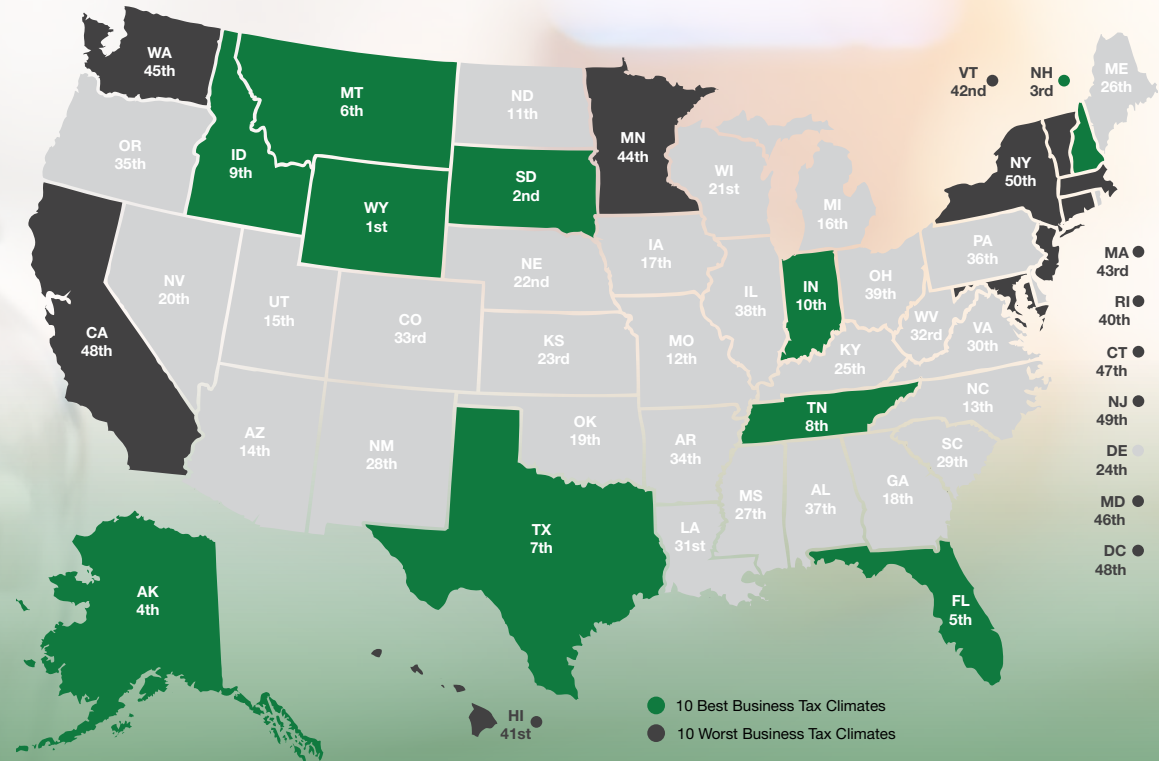 WA
45th
MT
6th
ND
11th
MN
44th
VT
42nd
NH
3rd
ME
26th
OR
35th
ID
9th
SD
2nd
WI
21st
NY
50th
WY
1st
MI
16th
IA
17th
PA
36th
NE
22nd
NV
20th
UT
15th
CO
33rd
IL
38th
IN
10th
OH
39th
WV
32rd
VA
30th
CA
48th
KS
23rd
MO
12th
KY
25th
NC
13th
TN
8th
AZ
14th
NM
28th
OK
19th
AR
34th
SC
29th
MS
27th
AL
37th
GA
18th
LA
31st
TX
7th
AK
4th
FL
5th
HI
41st
MA
43rd
RI
40th
CT
47th
NJ
49th
DE
24th
MD
46th
DC
48th
10 Best Business Tax Climates
10 Worst Business Tax Climates